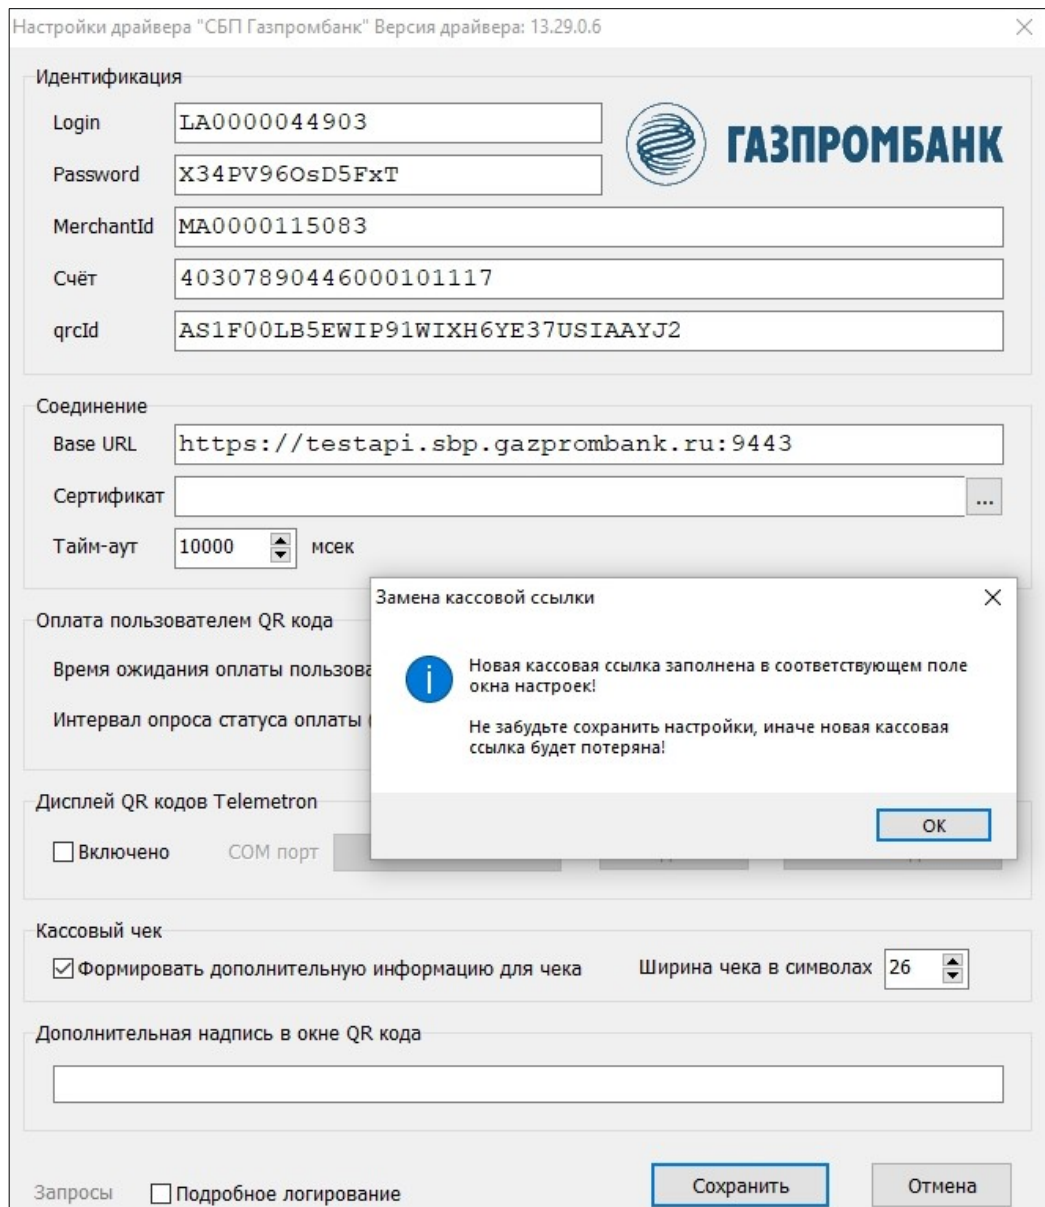 Настройки драйвера "СБП Газпромбанк" Версия драйвера: 13.29.0.6
Идентификация
Login LA0000044903
ГАЗПРОМБАНК
Password X34PV96OsD5FxT
MerchantId MA0000115083
Счёт 40307890446000101117
qrcId AS1F00LB5EWIP91WIXH6YE37USIAAYJ2
Соединение
Base URL https://testapi.sbp.gazprombank.ru:9443
Сертификат ...
Тайм-аут 10000 мсек
Замена кассовой ссылки
Оплата пользователем QR кода
Время ожидания оплаты
Новая кассовая ссылка заполнена в соответствующем поле
окна настроек!
Интервал опроса статуса оплаты
Не забудьте сохранить настройки, иначе новая кассовая
ссылка будет потеряна!
OK
Дисплей QR кодов Telemetron
Включено COM порт
Кассовый чек
Формировать дополнительную информацию для чека Ширина чека в символах 26
Дополнительная надпись в окне QR кода
Запросы Подробное логирование Сохранить Отмена